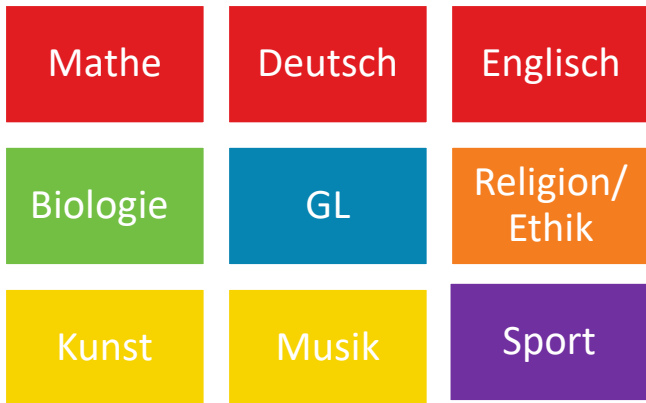 Mathe
Deutsch
Englisch
Biologie
GL
Religion/
Ethik
Kunst
Musik
Sport